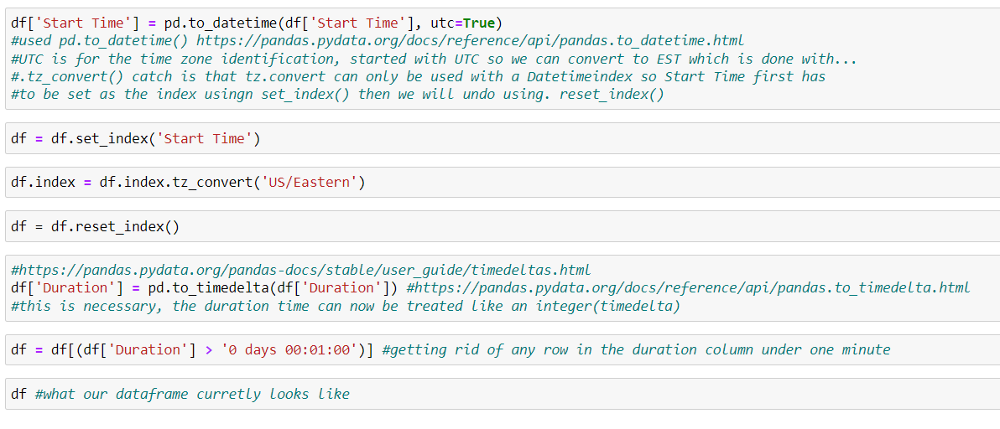 df['Start Time'] = pd.to_datetime(df['Start Time'], utc=True)
#used pd.to_datetime() https://pandas.pydata.org/docs/reference/api/pandas.to_datetime.html
#UTC is for the time zone identification, started with UTC so we can convert to EST which is done with...
#.tz_convert() catch is that tz.convert can only be used with a Datetimeindex so Start Time first has
#to be set as the index usingn set_index() then we will undo using. reset_index()
df = df.set_index('Start Time')
df.index = df.index.tz_convert('US/Eastern')
df = df.reset_index()
#https://pandas.pydata.org/pandas-docs/stable/user_guide/timedeltas.html
df['Duration'] = pd.to_timedelta(df['Duration']) #https://pandas.pydata.org/docs/reference/api/pandas.to_timedelta.html
#this is necessary, the duration time can now be treated like an integer(timedelta)
df = df[(df['Duration'] > '0 days 00:01:00')] #getting rid of any row in the duration column under one minute
df #what our dataframe curretly looks like